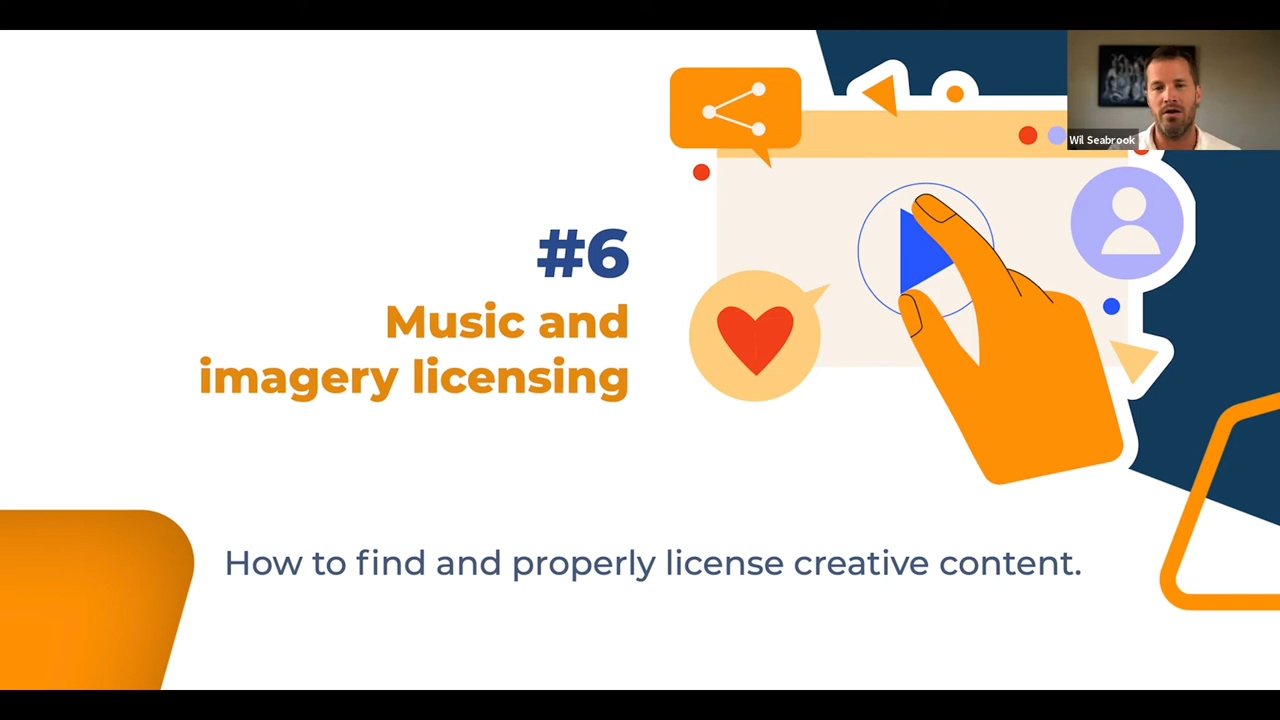 Wil Seabrook
#6
Music and
imagery licensing
How to find and properly license creative content.